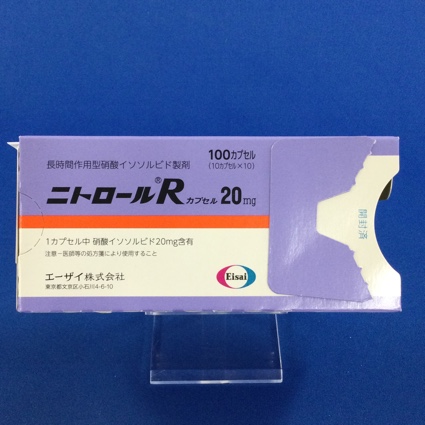 長時間作用型硝酸イソソルビド製剤
100カプセル
(10カプセル×10)
ニトロール®Rカプセル 20mg
1カプセル中 硝酸イソソルビド20mg含有
注意-医師等の処方箋により使用すること
エーザイ株式会社
東京都文京区小石川4-6-10
Eisai
開封済